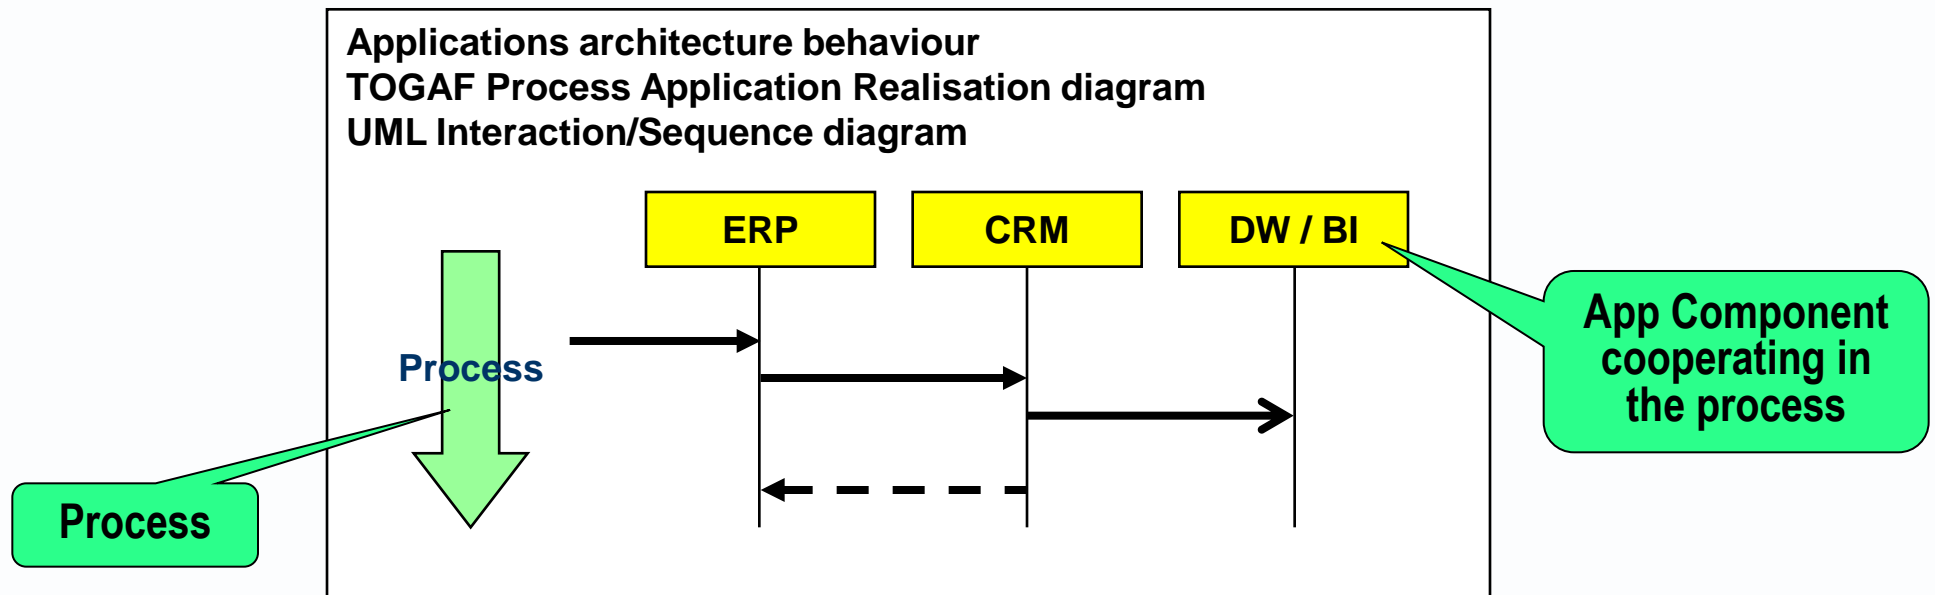 Applications architecture behaviour
TOGAF Process Application Realisation diagram
UML Interaction/Sequence diagram
ERP
CRM
DW / BI
Process
App Component
cooperating in
the process
Process